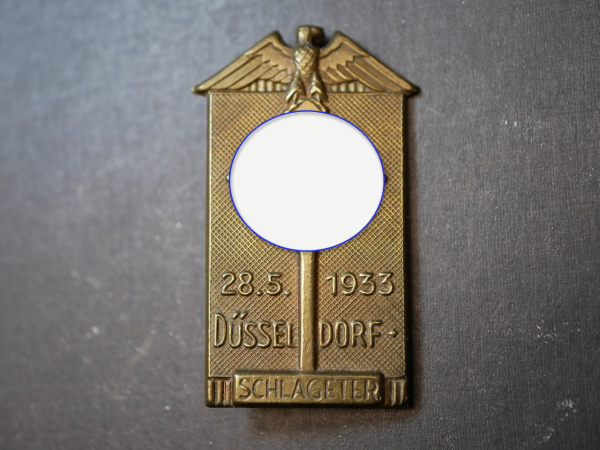 28.5. 1933
DÜSSELDORF-
SCHLAGETER